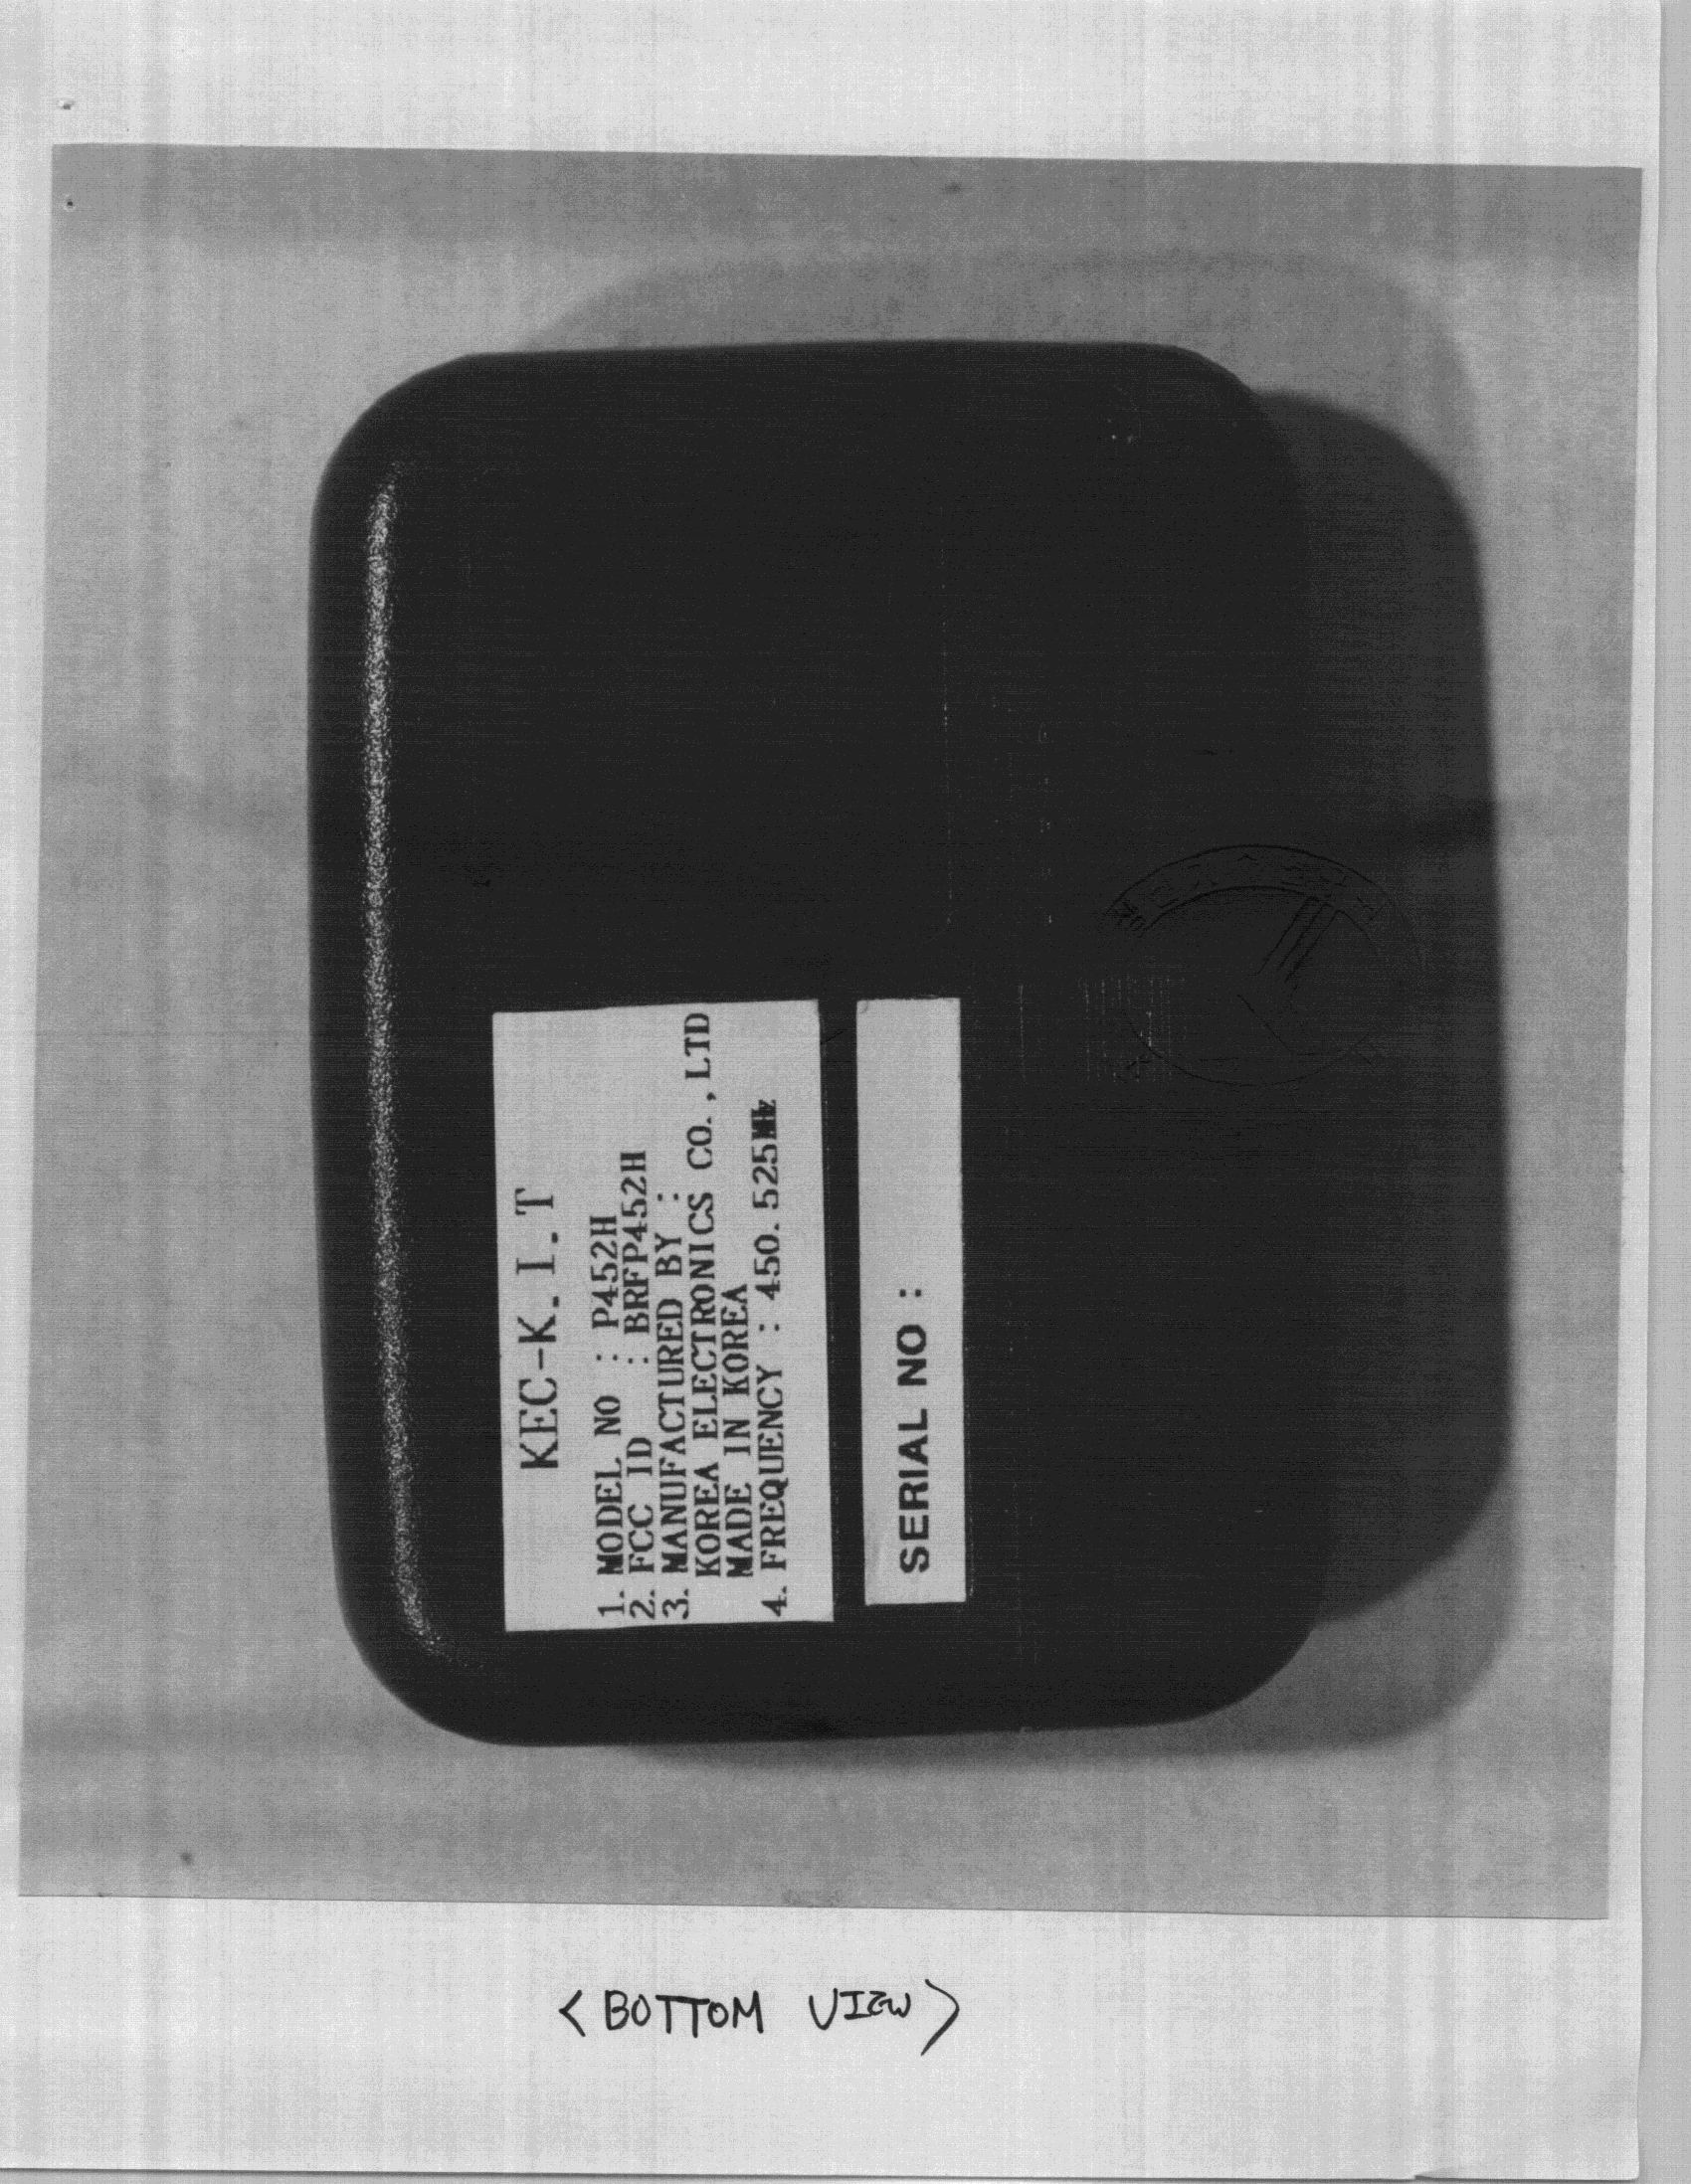 KEC-K.I.T
1. MODEL NO : P452H
2. FCC ID : BRFP452H
3. MANUFACTURED BY :
KOREA ELECTRONICS CO., LTD
MADE IN KOREA
4. FREQUENCY : 450.525MHz
SERIAL NO :
<BOTTOM VIEW>